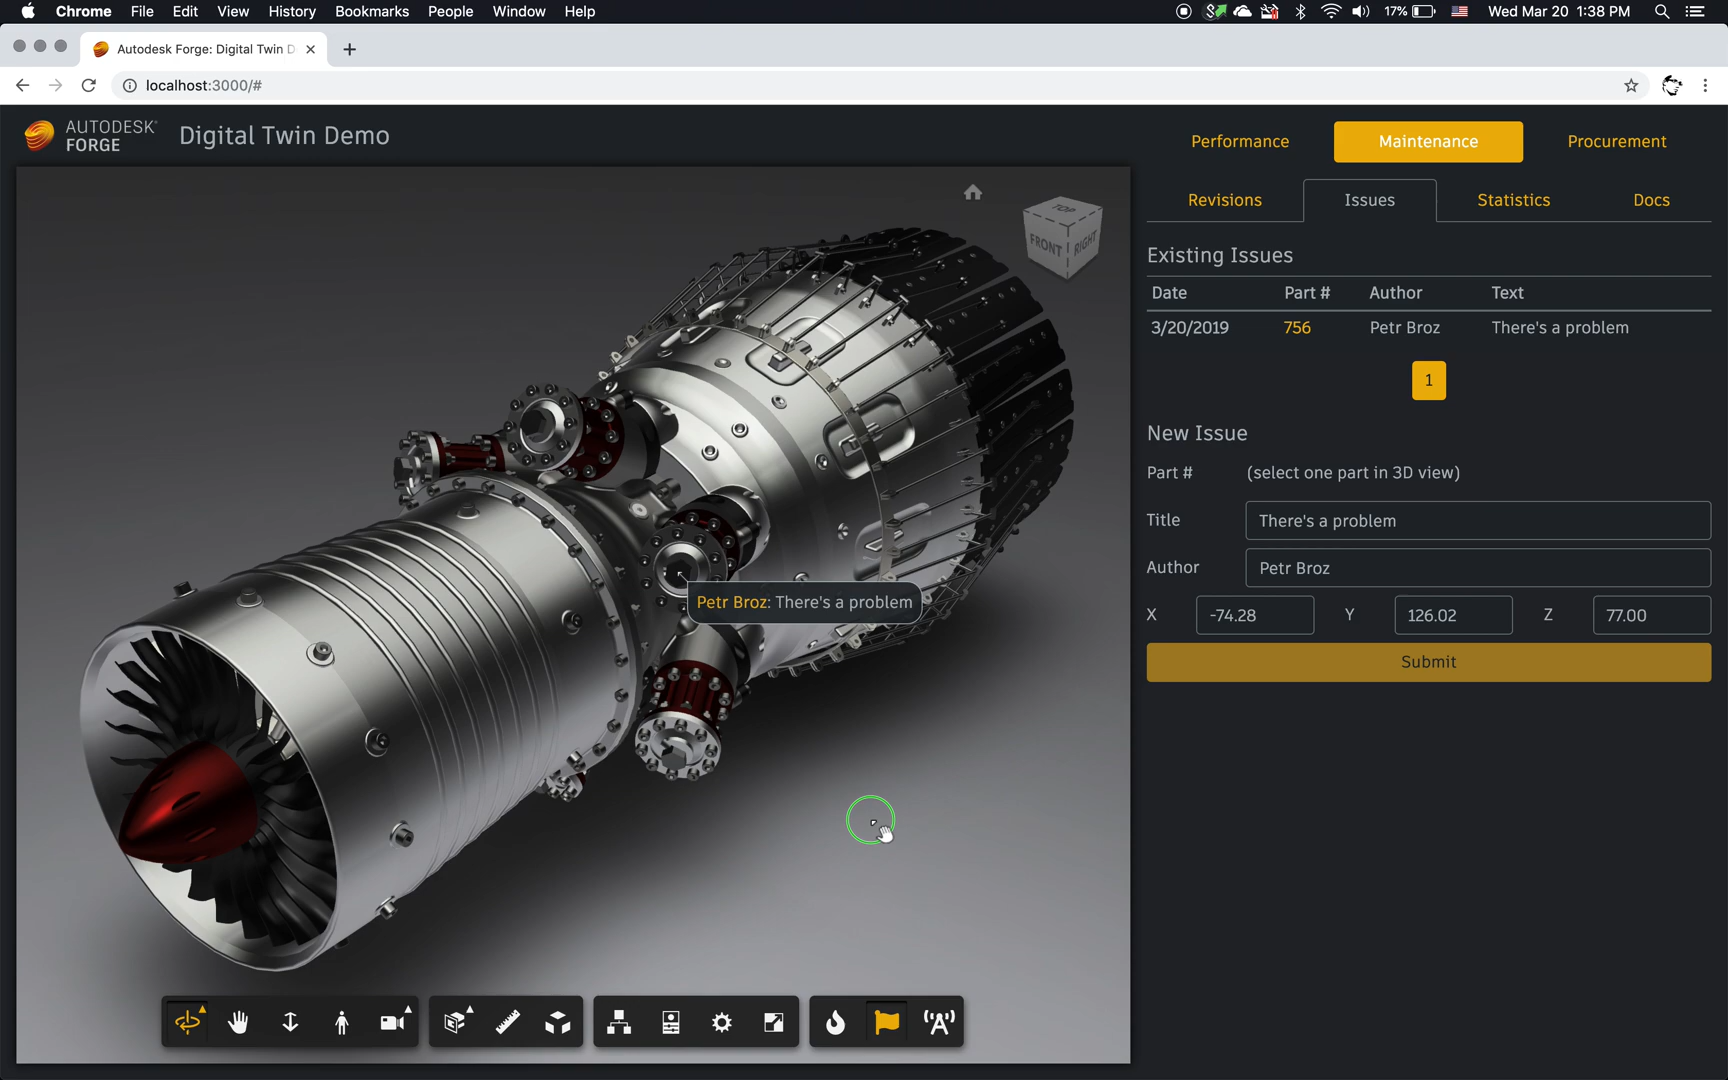 Chrome File Edit View History Bookmarks People Window Help 17% Wed Mar 20 1:38 PM
Autodesk Forge: Digital Twin D
localhost:3000/#
AUTODESK
FORGE
Digital Twin Demo
Performance Maintenance Procurement
Revisions Issues Statistics Docs
TOP
FRONT RIGHT
Existing Issues
Date Part # Author Text
3/20/2019 756 Petr Broz There's a problem
1
New Issue
Part # (select one part in 3D view)
Title There's a problem
Author Petr Broz
X -74.28 Y 126.02 Z 77.00
Submit
Petr Broz: There's a problem